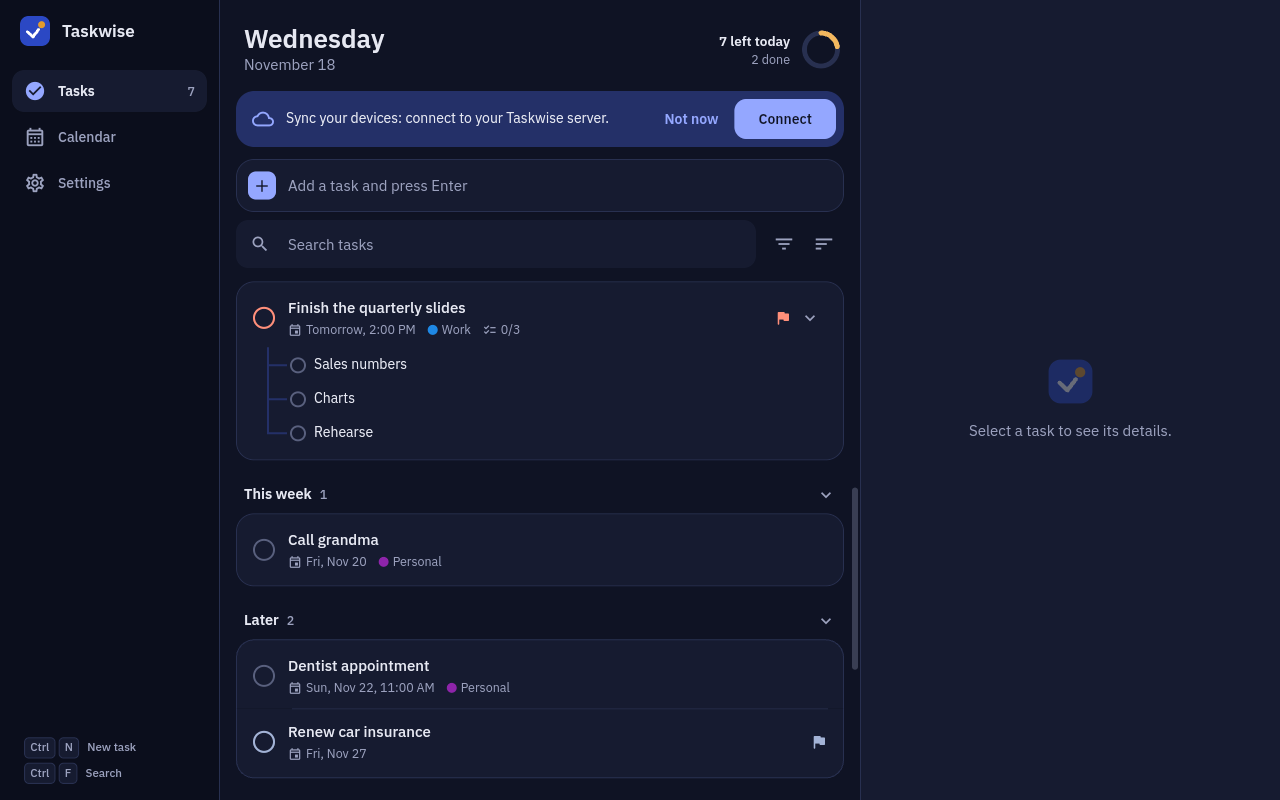 Taskwise
Tasks 7
Calendar
Settings
Ctrl N New task
Ctrl F Search
Wednesday
November 18
7 left today
2 done
Sync your devices: connect to your Taskwise server.
Not now
Connect
Add a task and press Enter
Search tasks
Finish the quarterly slides
Tomorrow, 2:00 PM Work 0/3
Sales numbers
Charts
Rehearse
This week 1
Call grandma
Fri, Nov 20 Personal
Later 2
Dentist appointment
Sun, Nov 22, 11:00 AM Personal
Renew car insurance
Fri, Nov 27
Select a task to see its details.